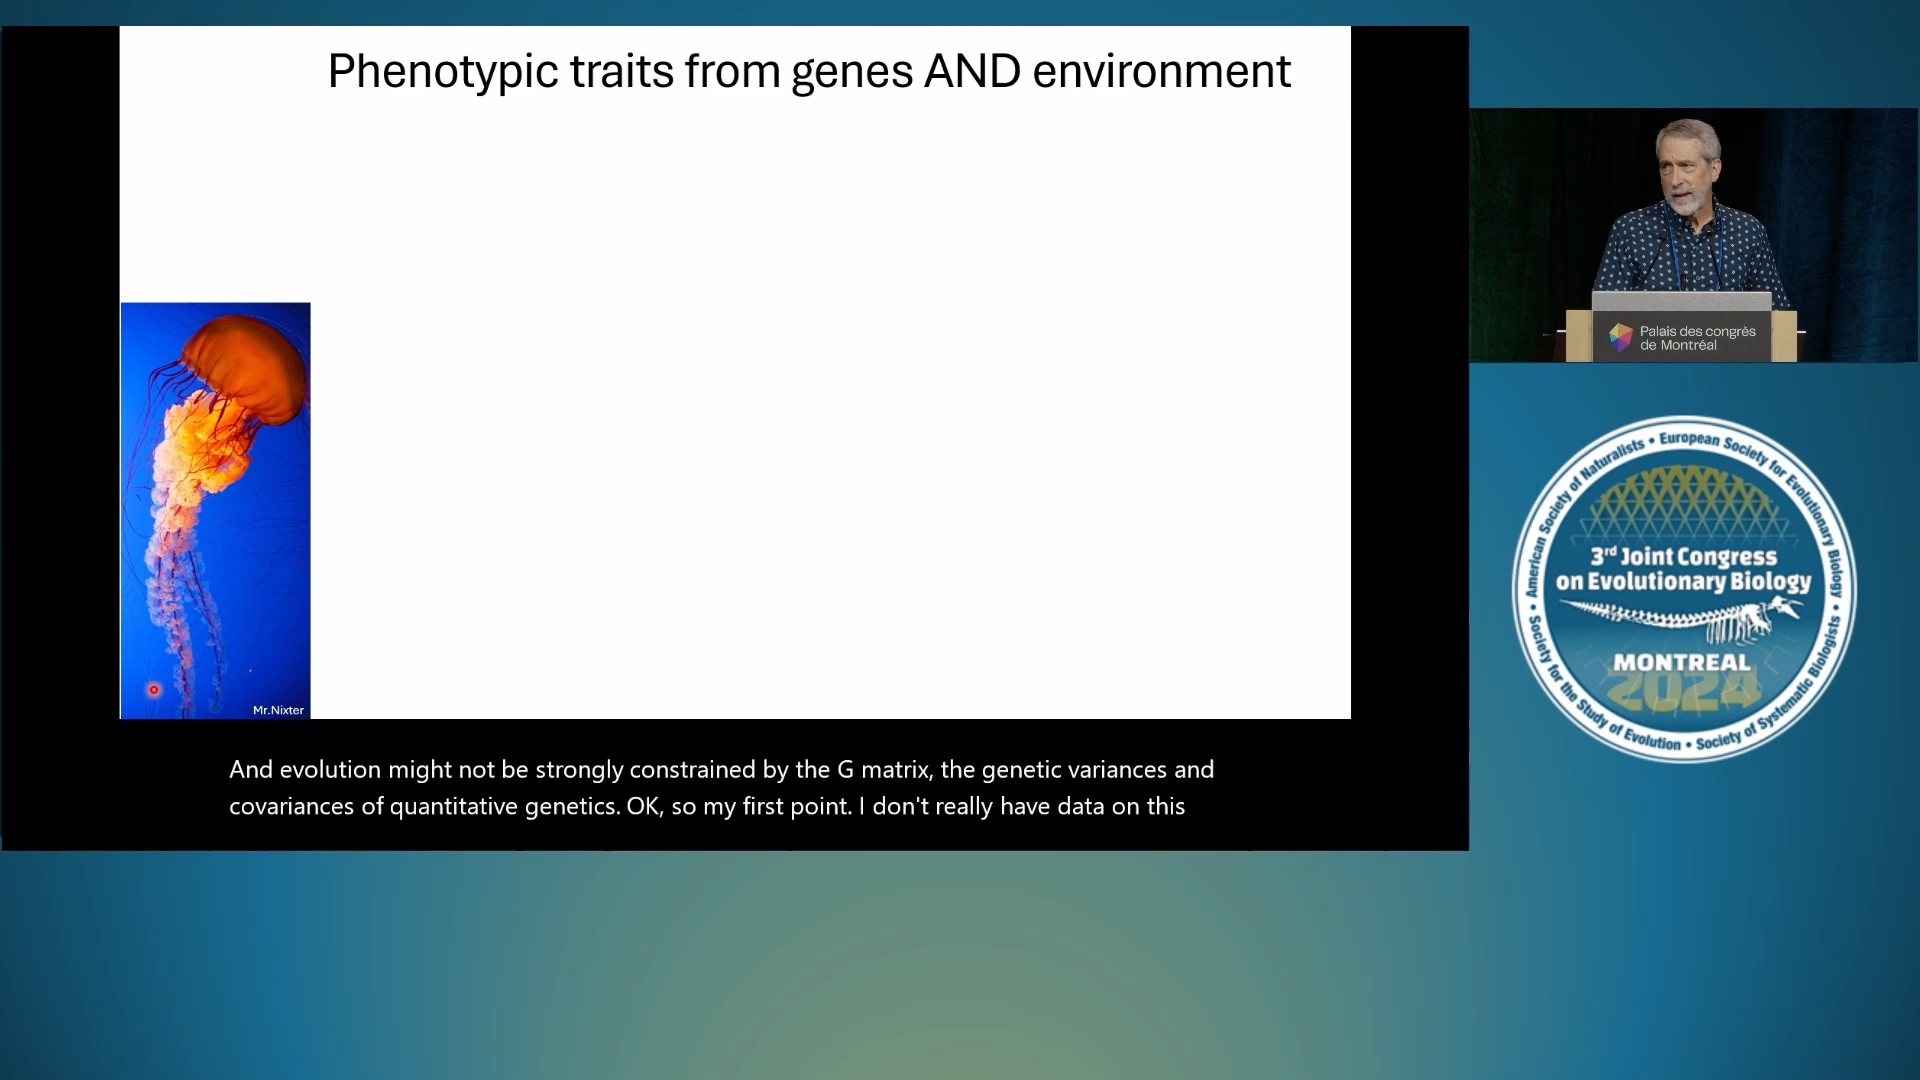 Phenotypic traits from genes AND environment
Mr.Nixter
And evolution might not be strongly constrained by the G matrix, the genetic variances and
covariances of quantitative genetics. OK, so my first point. I don't really have data on this
Palais des congrès
de Montréal
American Society of Naturalists • European Society for Evolutionary Biology •
Society for the Study of Evolution • Society of Systematic Biologists •
3rd Joint Congress
on Evolutionary Biology
MONTREAL
2024